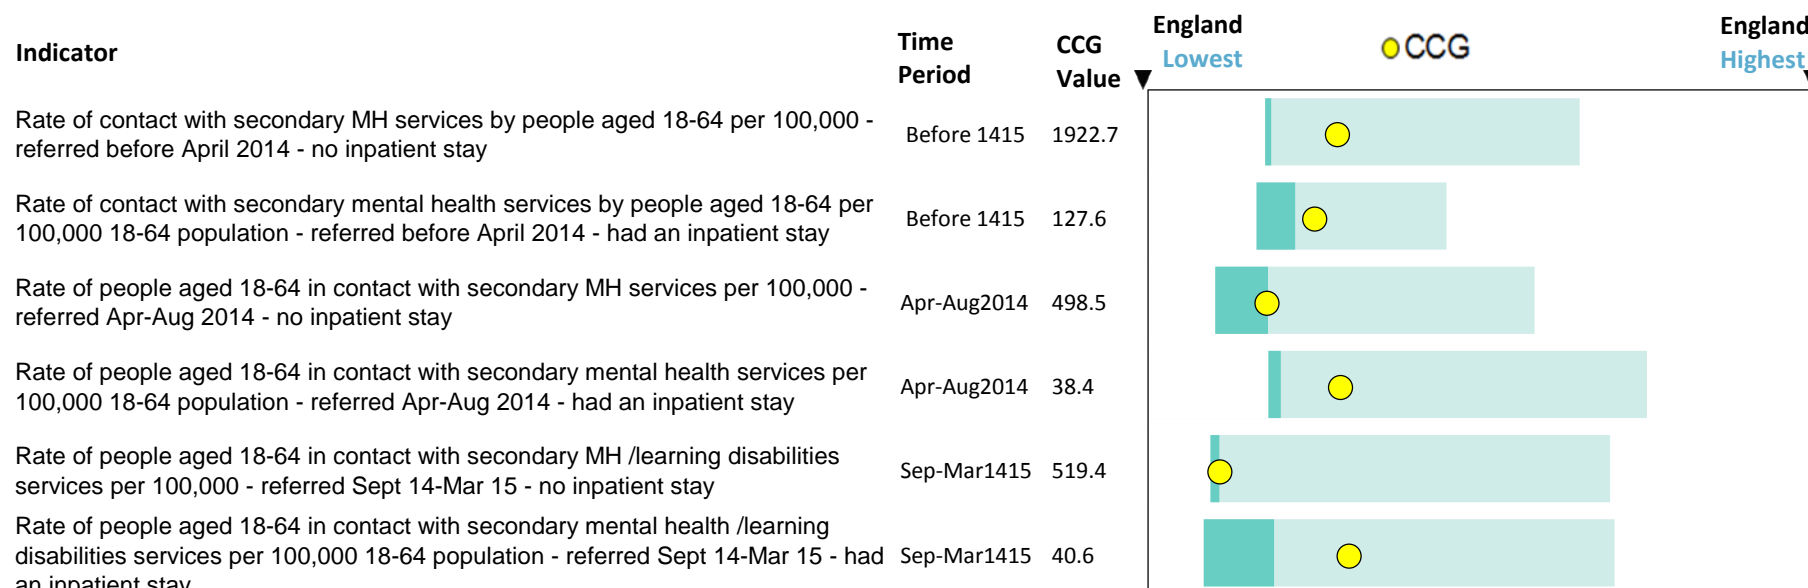 Indicator
Time
Period
CCG
Value
England
Lowest
CCG
England
Highest
Rate of contact with secondary MH services by people aged 18-64 per 100,000 -
referred before April 2014 - no inpatient stay
Before 1415
1922.7
Rate of contact with secondary mental health services by people aged 18-64 per
100,000 18-64 population - referred before April 2014 - had an inpatient stay
Before 1415
127.6
Rate of people aged 18-64 in contact with secondary MH services per 100,000 -
referred Apr-Aug 2014 - no inpatient stay
Apr-Aug2014
498.5
Rate of people aged 18-64 in contact with secondary mental health services per
100,000 18-64 population - referred Apr-Aug 2014 - had an inpatient stay
Apr-Aug2014
38.4
Rate of people aged 18-64 in contact with secondary MH /learning disabilities
services per 100,000 - referred Sept 14-Mar 15 - no inpatient stay
Sep-Mar1415
519.4
Rate of people aged 18-64 in contact with secondary mental health /learning
disabilities services per 100,000 18-64 population - referred Sept 14-Mar 15 - had
an inpatient stay
Sep-Mar1415
40.6